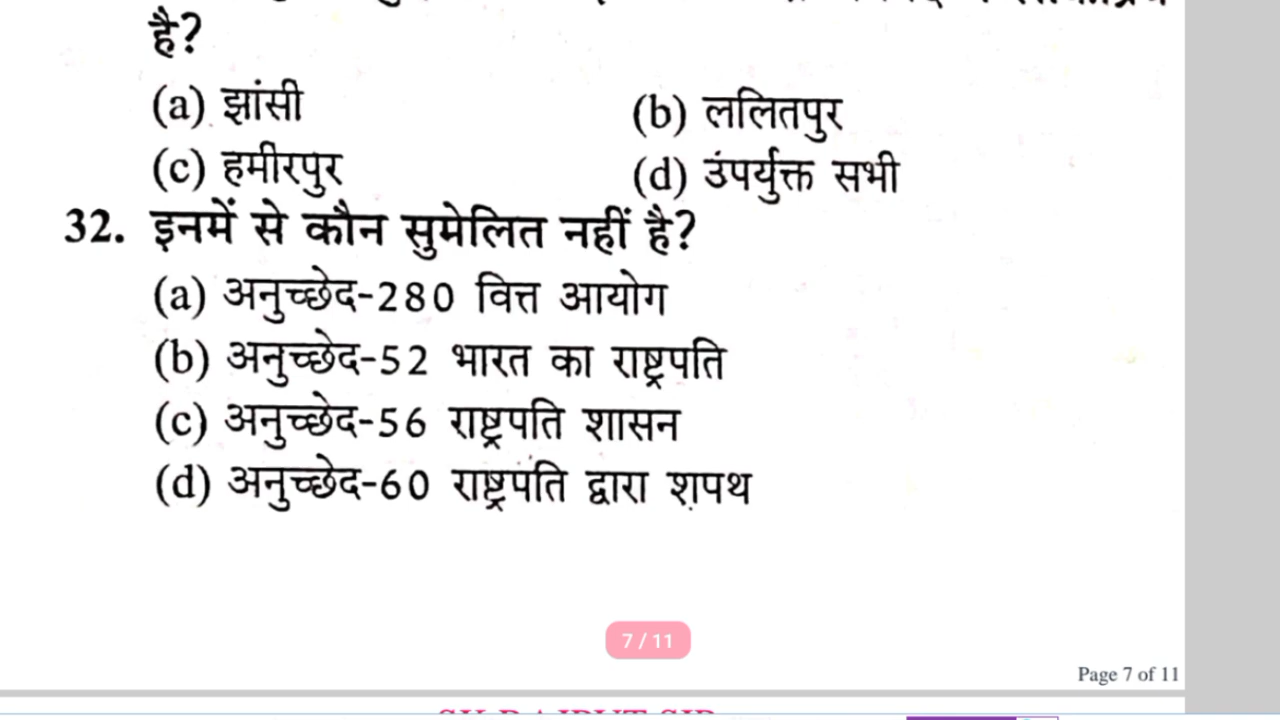 है?
(a) झांसी (b) ललितपुर
(c) हमीरपुर (d) उंपर्युक्त सभी
32. इनमें से कौन सुमेलित नहीं है?
(a) अनुच्छेद-280 वित्त आयोग
(b) अनुच्छेद-52 भारत का राष्ट्रपति
(c) अनुच्छेद-56 राष्ट्रपति शासन
(d) अनुच्छेद-60 राष्ट्रपति द्वारा शपथ
7 / 11
Page 7 of 11